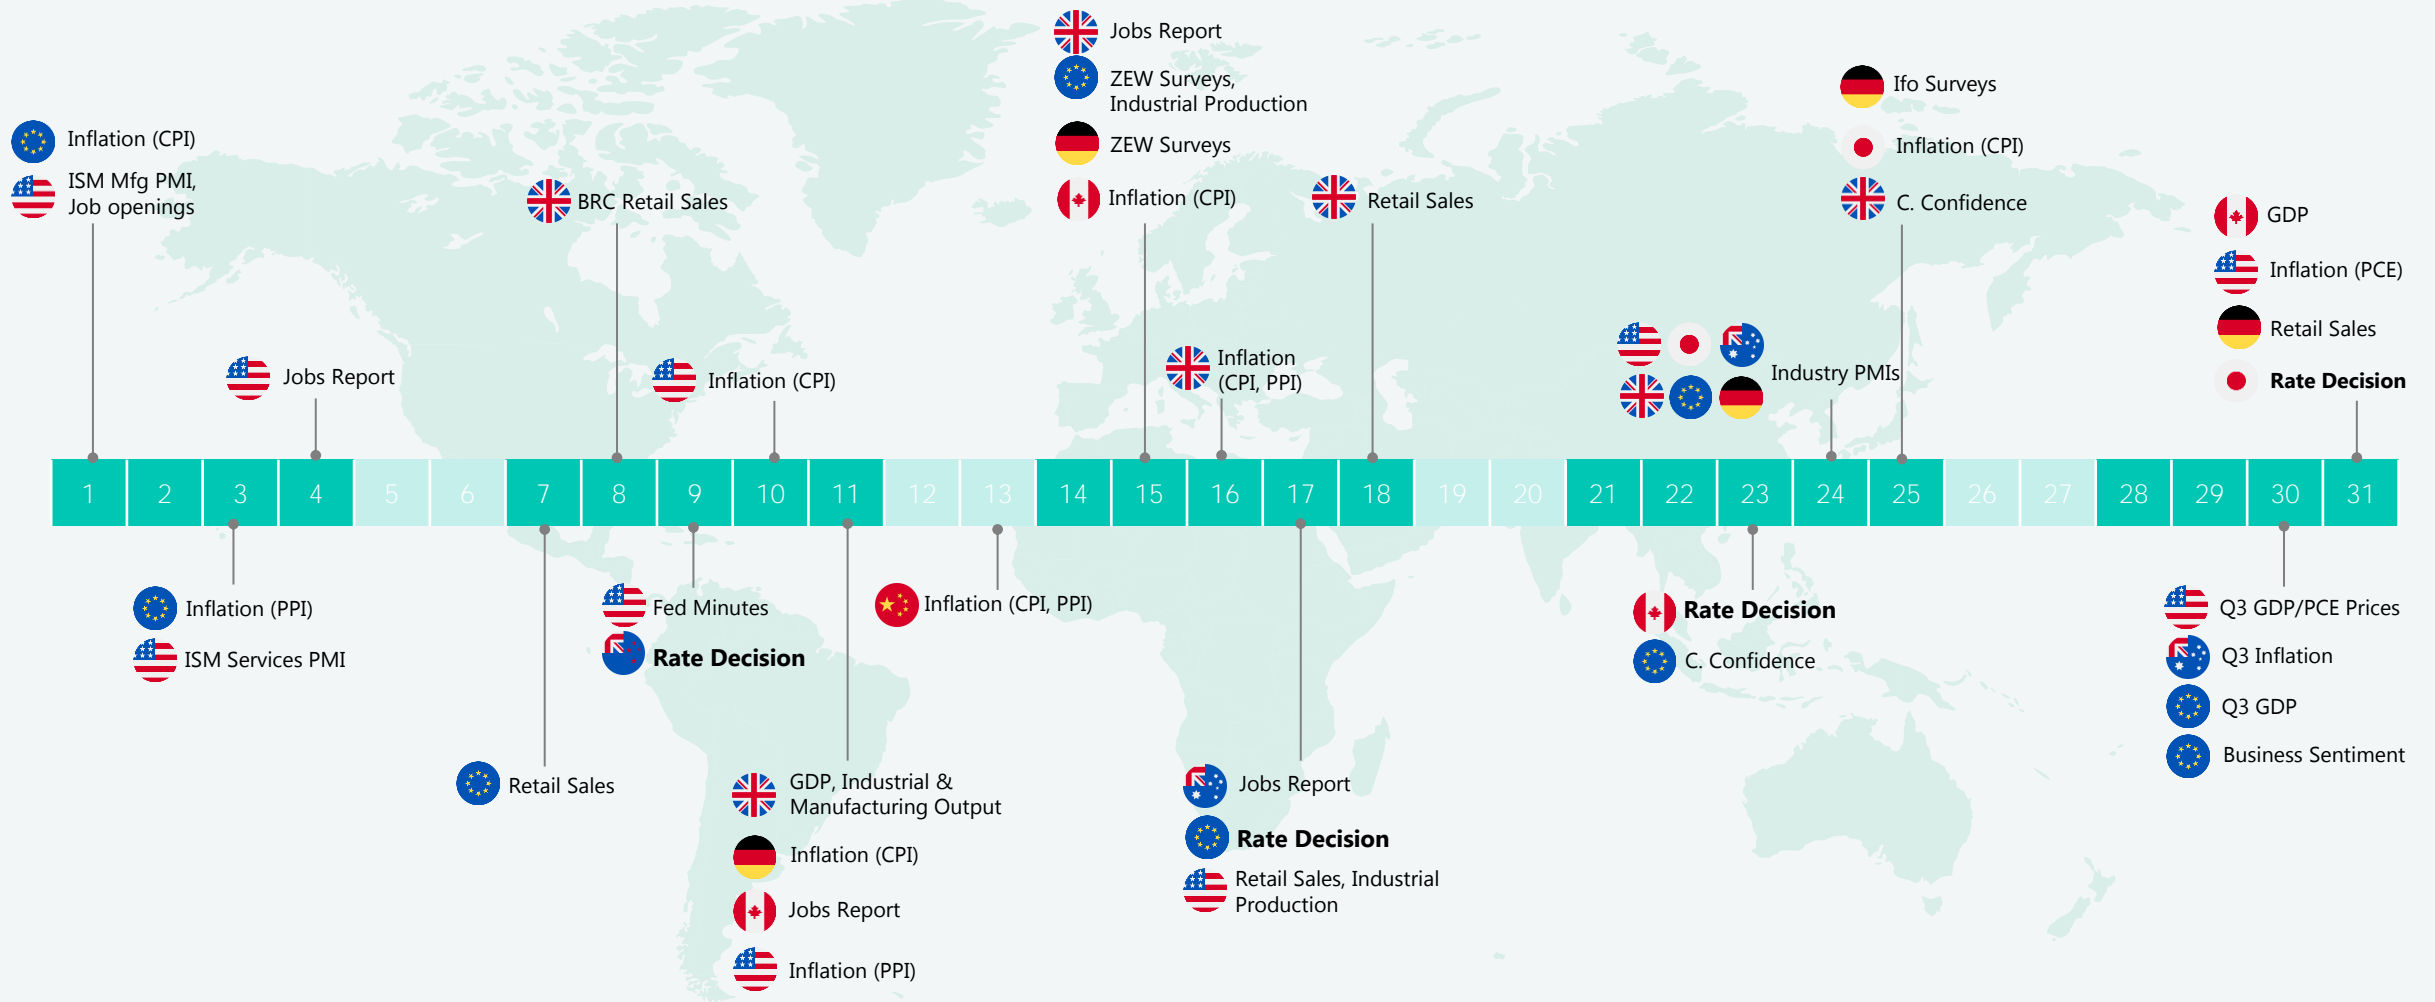 Jobs Report
ZEW Surveys,
Industrial Production
ZEW Surveys
Inflation (CPI)
Ifo Surveys
Inflation (CPI)
C. Confidence
Inflation (CPI)
ISM Mfg PMI,
Job openings
BRC Retail Sales
Retail Sales
GDP
Inflation (PCE)
Retail Sales
Rate Decision
Jobs Report
Inflation (CPI)
Inflation
(CPI, PPI)
Industry PMIs
1 2 3 4 5 6 7 8 9 10 11 12 13 14 15 16 17 18 19 20 21 22 23 24 25 26 27 28 29 30 31
Inflation (PPI)
ISM Services PMI
Fed Minutes
Rate Decision
Inflation (CPI, PPI)
Rate Decision
C. Confidence
Q3 GDP/PCE Prices
Q3 Inflation
Q3 GDP
Business Sentiment
Retail Sales
GDP, Industrial &
Manufacturing Output
Inflation (CPI)
Jobs Report
Inflation (PPI)
Jobs Report
Rate Decision
Retail Sales, Industrial
Production